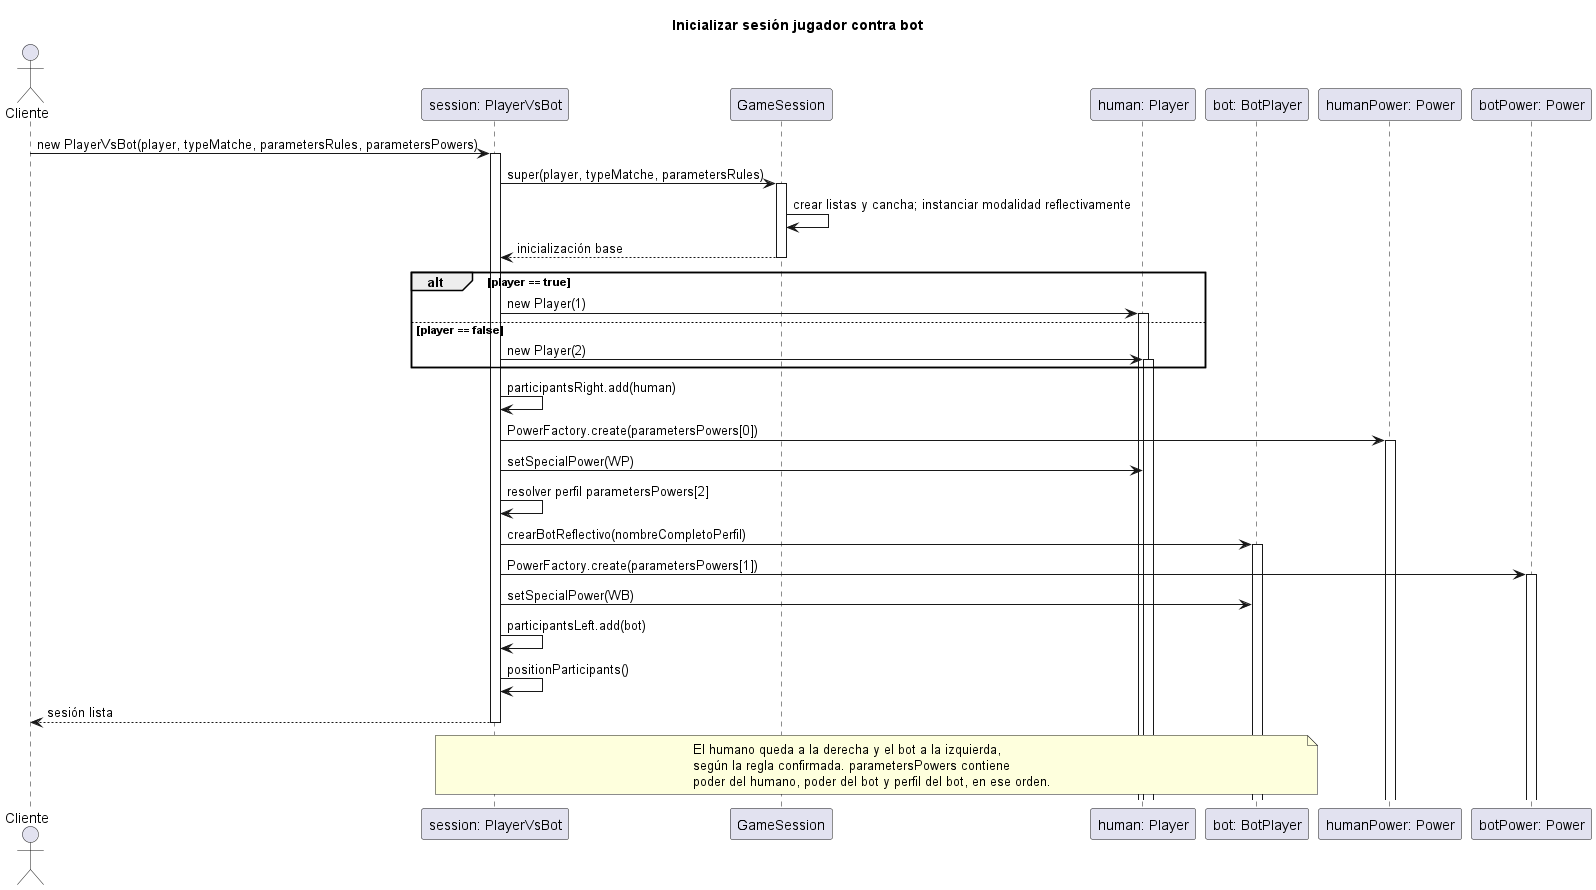 Inicializar sesión jugador contra bot
Cliente
session: PlayerVsBot
GameSession
human: Player
bot: BotPlayer
humanPower: Power
botPower: Power
new PlayerVsBot(player, typeMatche, parametersRules, parametersPowers)
super(player, typeMatche, parametersRules)
crear listas y cancha; instanciar modalidad reflectivamente
inicialización base
alt [player == true]
new Player(1)
[player == false]
new Player(2)
participantsRight.add(human)
PowerFactory.create(parametersPowers[0])
setSpecialPower(WP)
resolver perfil parametersPowers[2]
crearBotReflectivo(nombreCompletoPerfil)
PowerFactory.create(parametersPowers[1])
setSpecialPower(WB)
participantsLeft.add(bot)
positionParticipants()
sesión lista
El humano queda a la derecha y el bot a la izquierda,
según la regla confirmada. parametersPowers contiene
poder del humano, poder del bot y perfil del bot, en ese orden.
Cliente
session: PlayerVsBot
GameSession
human: Player
bot: BotPlayer
humanPower: Power
botPower: Power